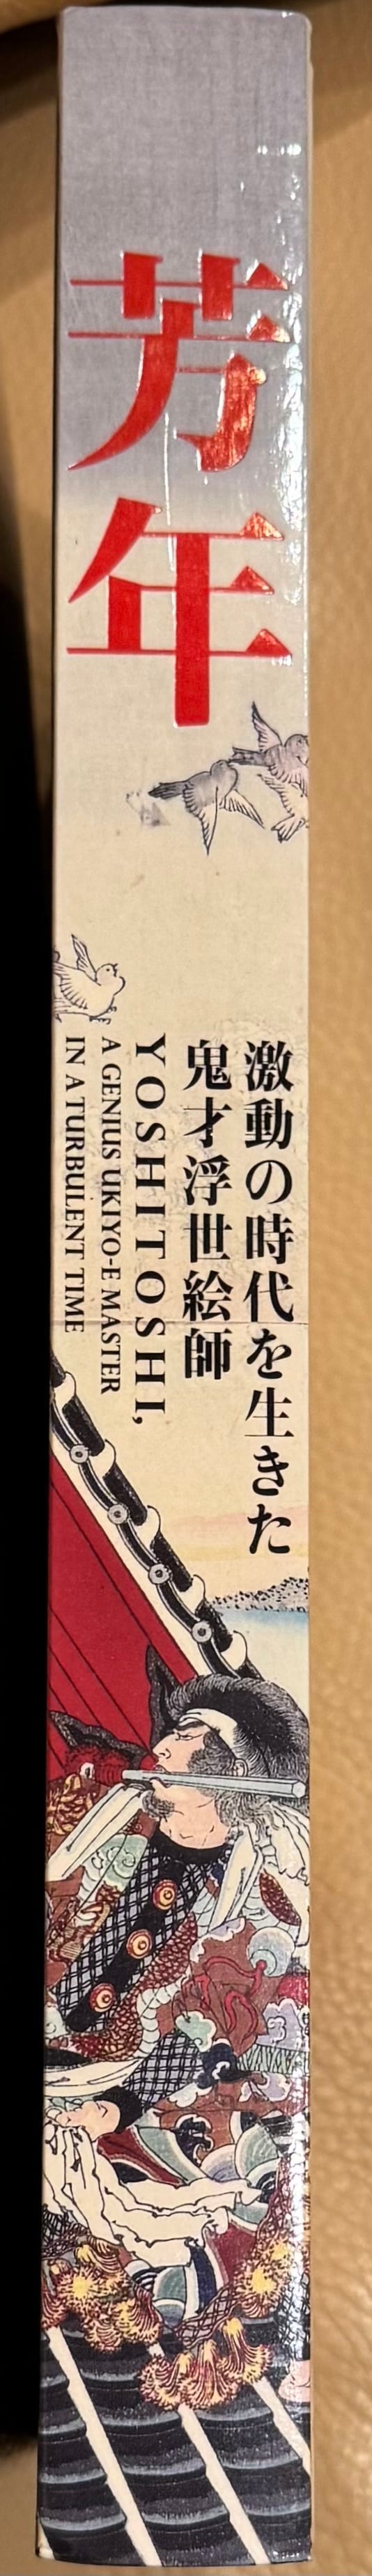 芳年
激動の時代を生きた
鬼才浮世絵師
YOSHITOSHI,
A GENIUS UKIYO-E MASTER
IN A TURBULENT TIME